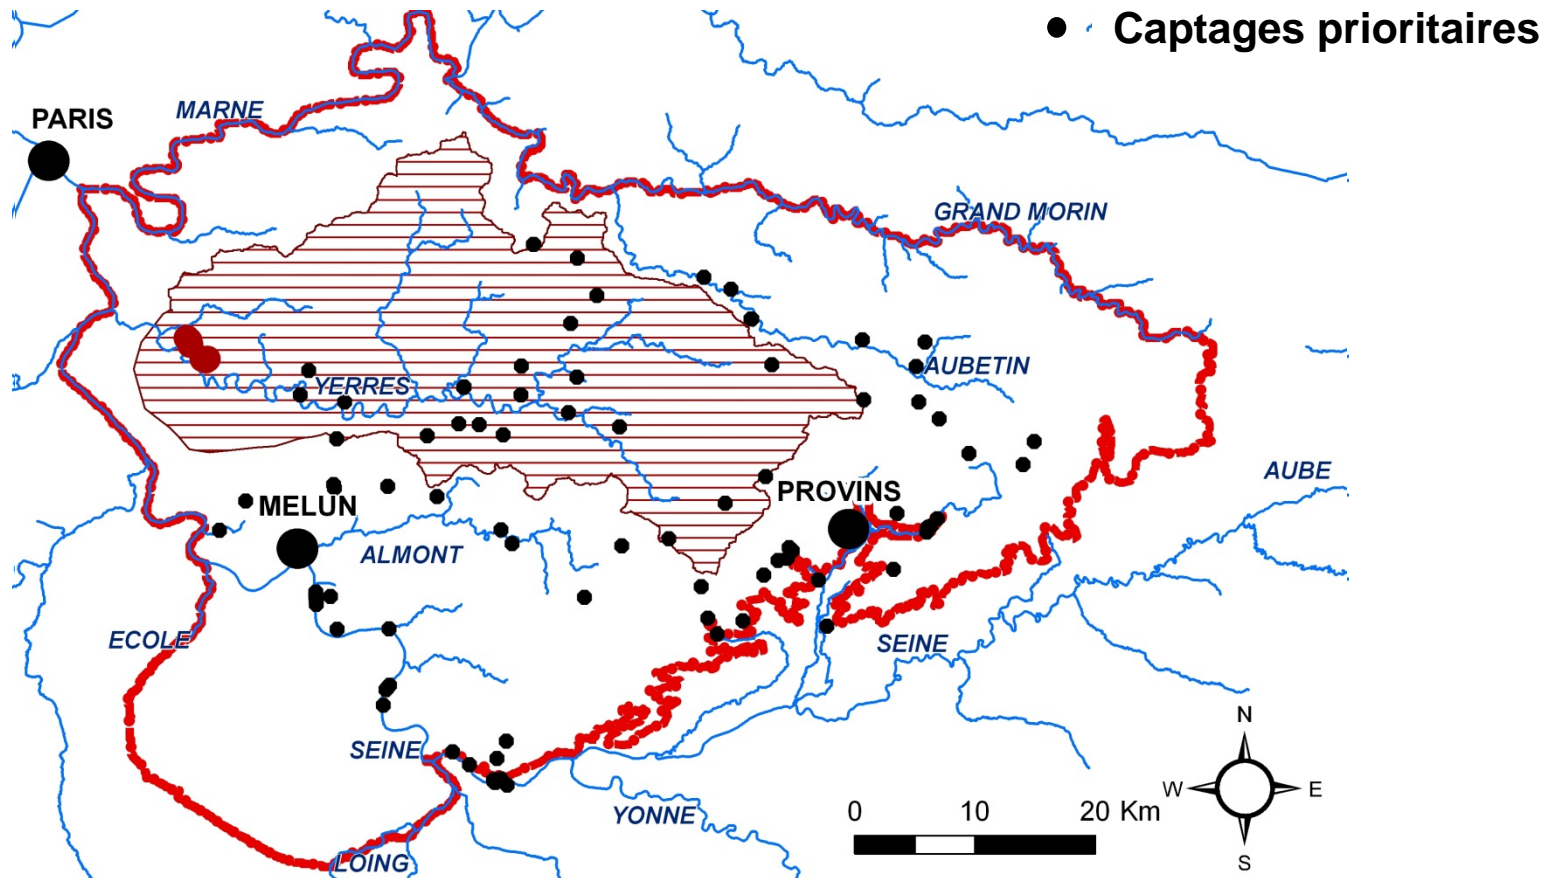 Captages prioritaires
PARIS
MARNE
GRAND MORIN
YERRES
AUBETIN
AUBE
PROVINS
MELUN
ALMONT
ECOLE
SEINE
SEINE
YONNE
LOING
0 10 20 Km
N
W E
S